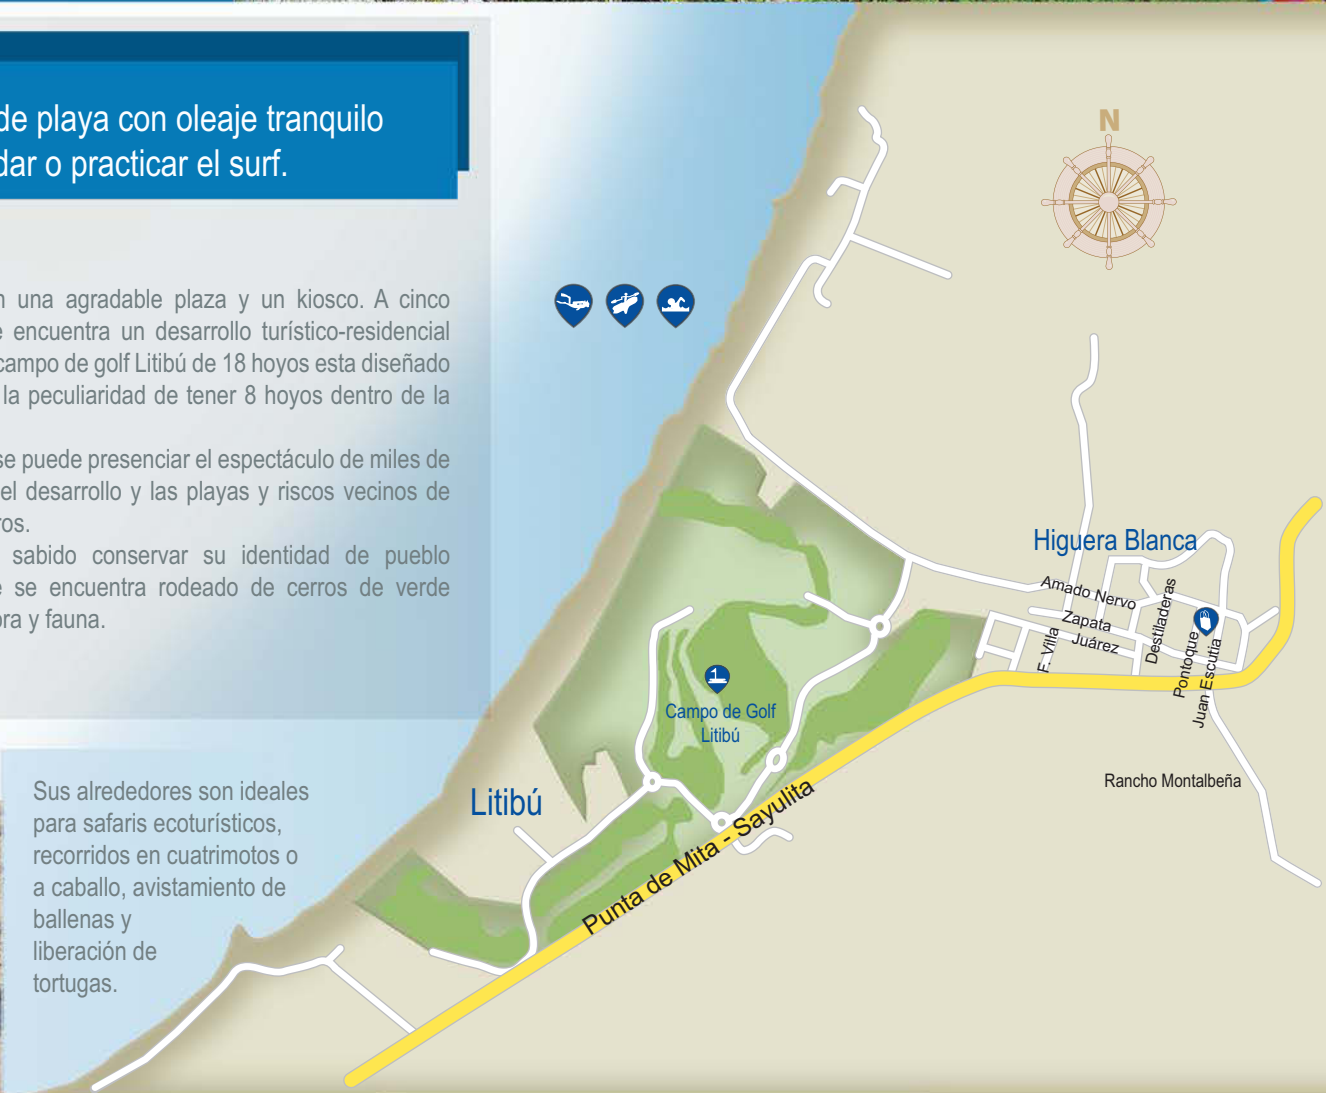 de playa con oleaje tranquilo
dar o practicar el surf.
una agradable plaza y un kiosco. A cinco
encuentra un desarrollo turístico-residencial
campo de golf Litibú de 18 hoyos esta diseñado
la peculiaridad de tener 8 hoyos dentro de la
se puede presenciar el espectáculo de miles de
el desarrollo y las playas y riscos vecinos de
ros.
sabido conservar su identidad de pueblo
se encuentra rodeado de cerros de verde
ora y fauna.
Sus alrededores son ideales
para safaris ecoturísticos,
recorridos en cuatrimotos o
a caballo, avistamiento de
ballenas y
liberación de
tortugas.
N
Higuera Blanca
Amado Nervo
Zapata
Juárez
F. Villa
Destiladeras
Pontoque
Juan Escutia
Rancho Montalbeña
Campo de Golf
Litibú
Litibú
Punta de Mita - Sayulita